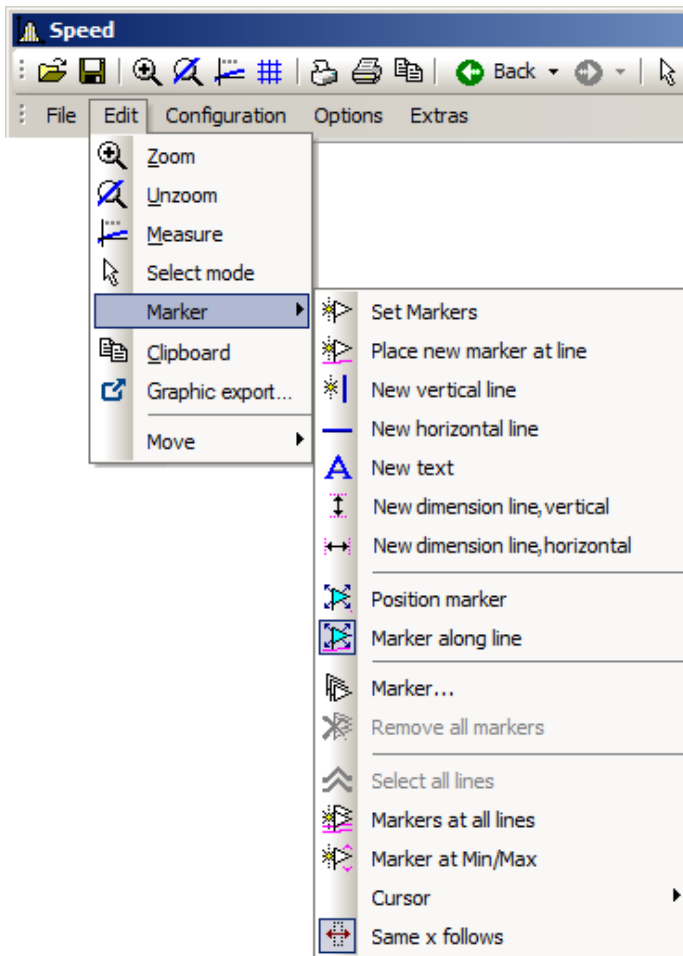 Speed
Back
File Edit Configuration Options Extras
Zoom
Unzoom
Measure
Select mode
Marker
Clipboard
Graphic export...
Move
Set Markers
Place new marker at line
New vertical line
New horizontal line
A New text
New dimension line,vertical
New dimension line,horizontal
Position marker
Marker along line
Marker...
Remove all markers
Select all lines
Markers at all lines
Marker at Min/Max
Cursor
Same x follows